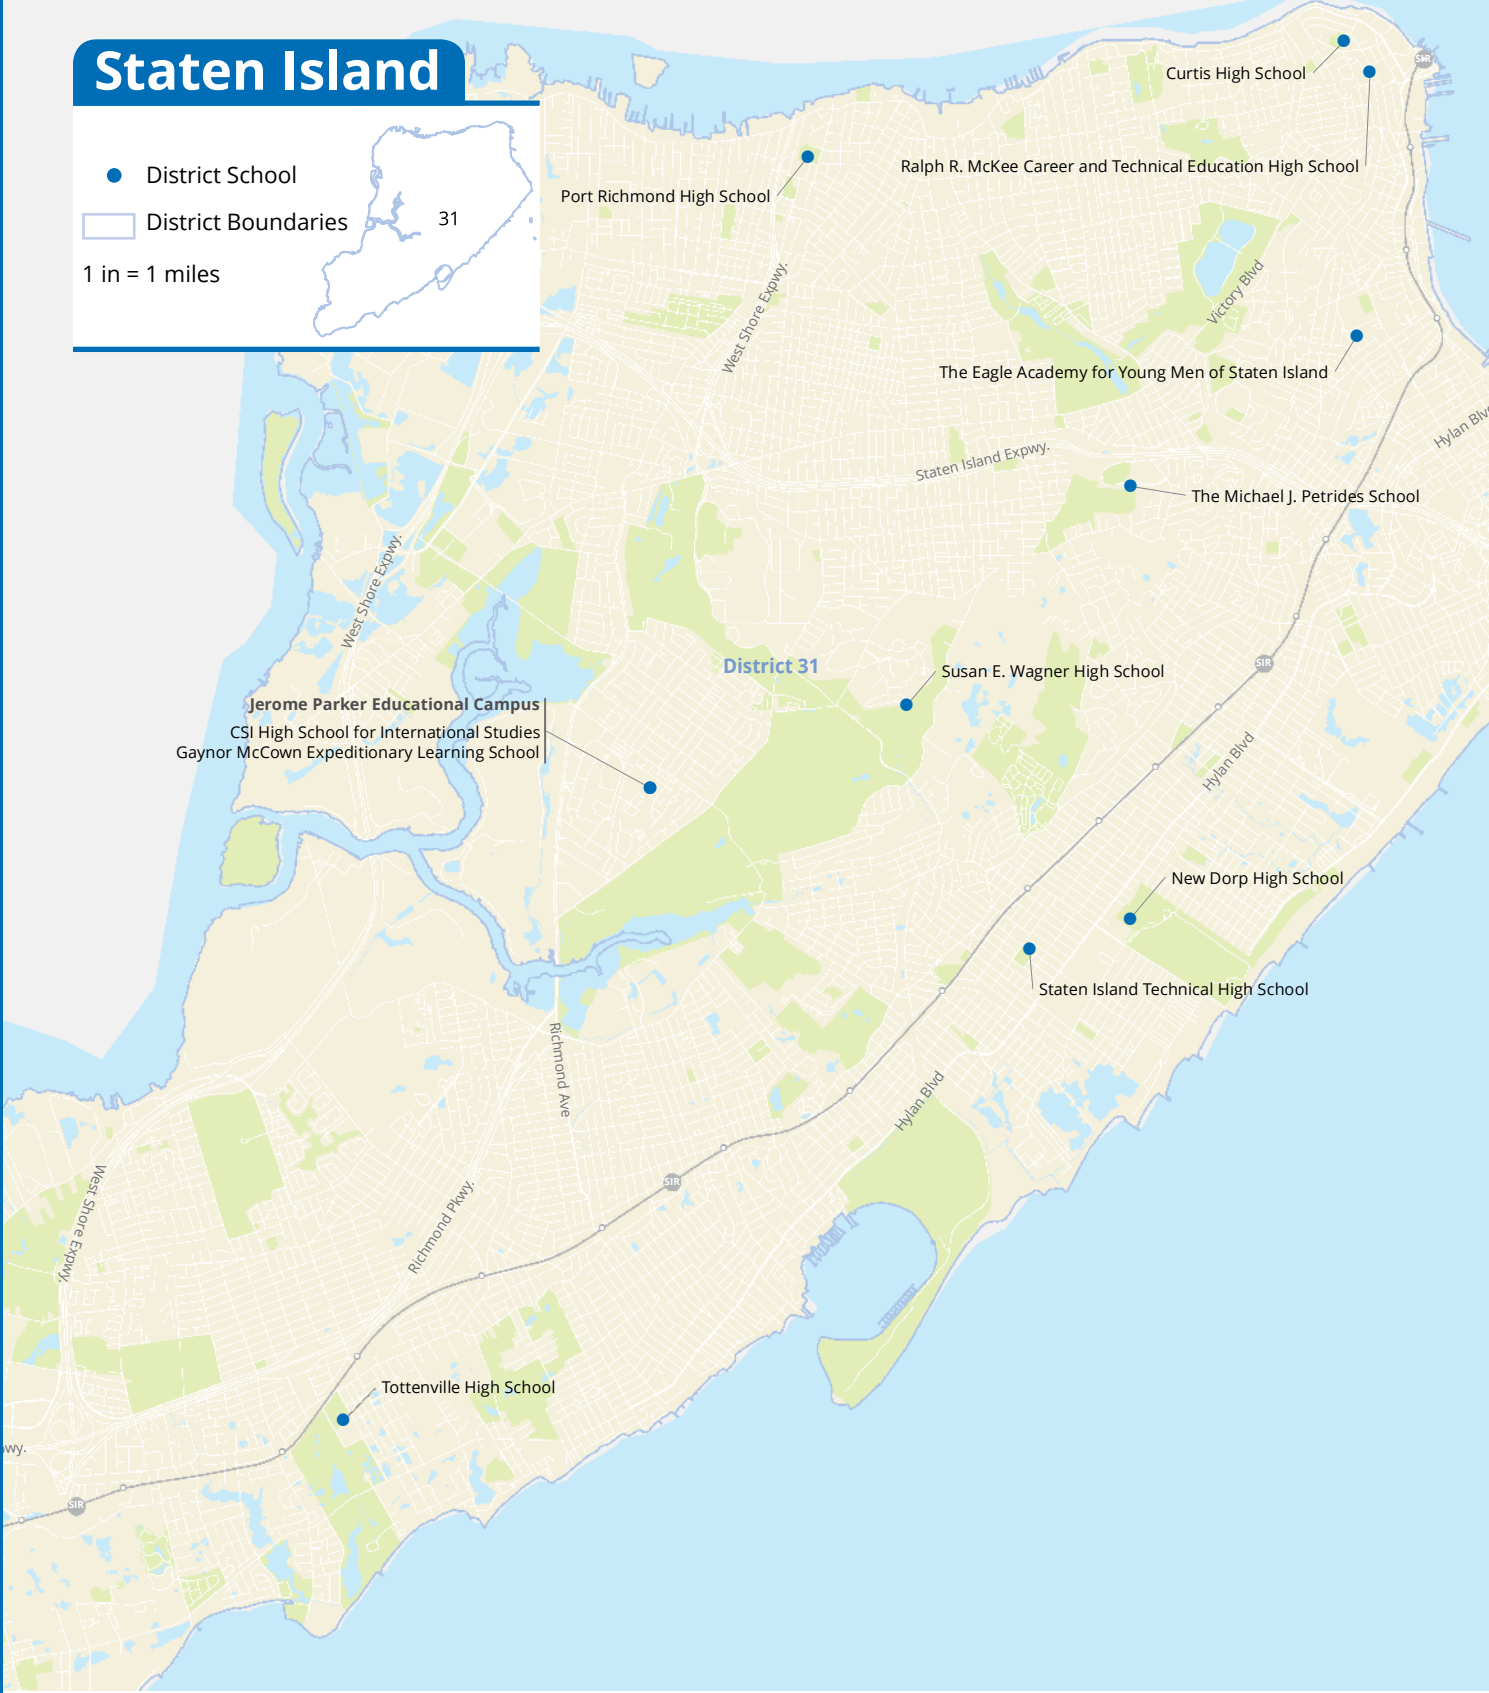 Staten Island
District School
District Boundaries
31
1 in = 1 miles
Curtis High School
SIR
Ralph R. McKee Career and Technical Education High School
Port Richmond High School
West Shore Expwy.
Victory Blvd
The Eagle Academy for Young Men of Staten Island
Hylan Blvd
Staten Island Expwy.
The Michael J. Petrides School
West Shore Expwy.
District 31
Susan E. Wagner High School
SIR
Jerome Parker Educational Campus
CSI High School for International Studies
Gaynor McCown Expeditionary Learning School
Hylan Blvd
New Dorp High School
Staten Island Technical High School
Richmond Ave
Hylan Blvd
West Shore Expwy.
Richmond Pkwy.
SIR
Tottenville High School
wy.
SIR